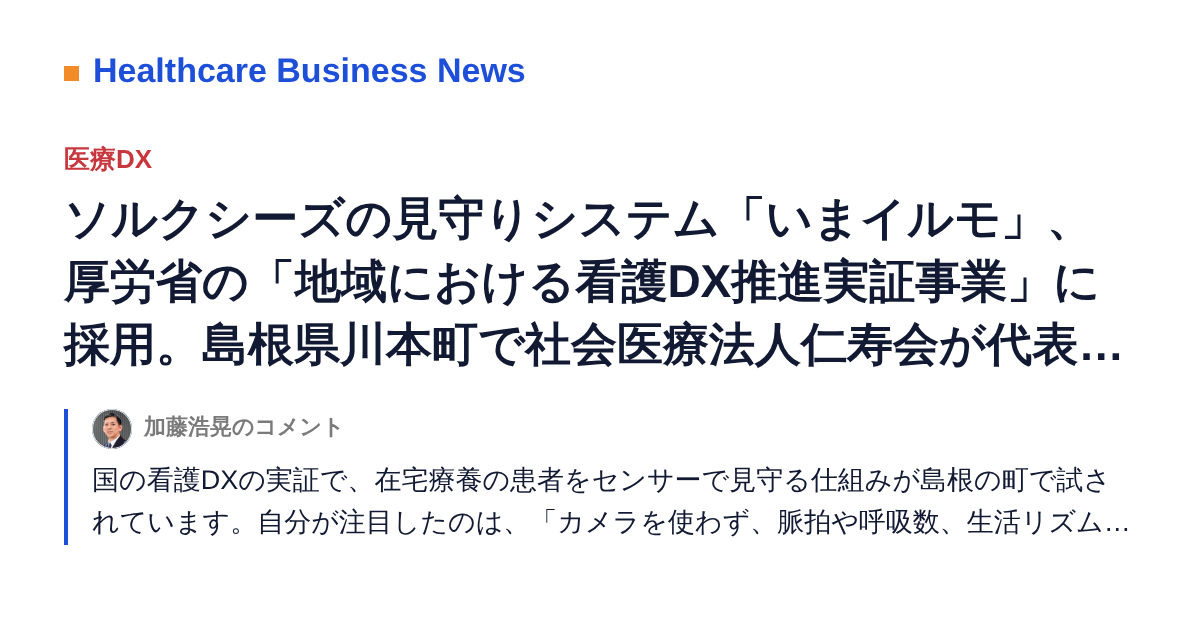 Healthcare Business News
医療DX
ソルクシーズの見守りシステム「いまイルモ」、
厚労省の「地域における看護DX推進実証事業」に
採用。島根県川本町で社会医療法人仁寿会が代表…
加藤浩晃のコメント
国の看護DXの実証で、在宅療養の患者をセンサーで見守る仕組みが島根の町で試さ
れています。自分が注目したのは、「カメラを使わず、脈拍や呼吸数、生活リズム…